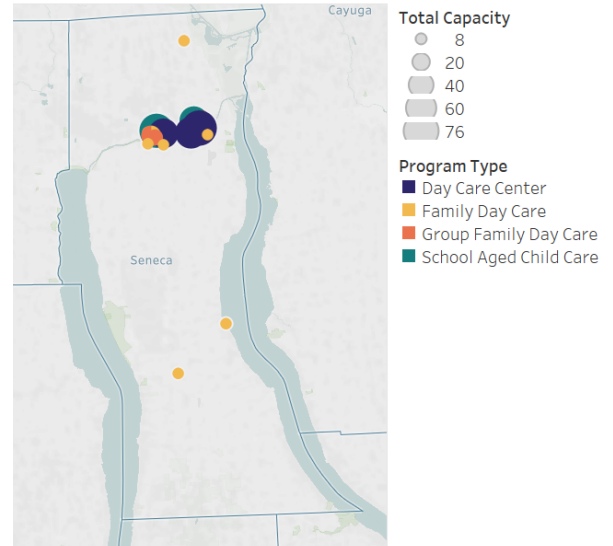 Cayuga
Seneca
Total Capacity
8
20
40
60
76
Program Type
Day Care Center
Family Day Care
Group Family Day Care
School Aged Child Care